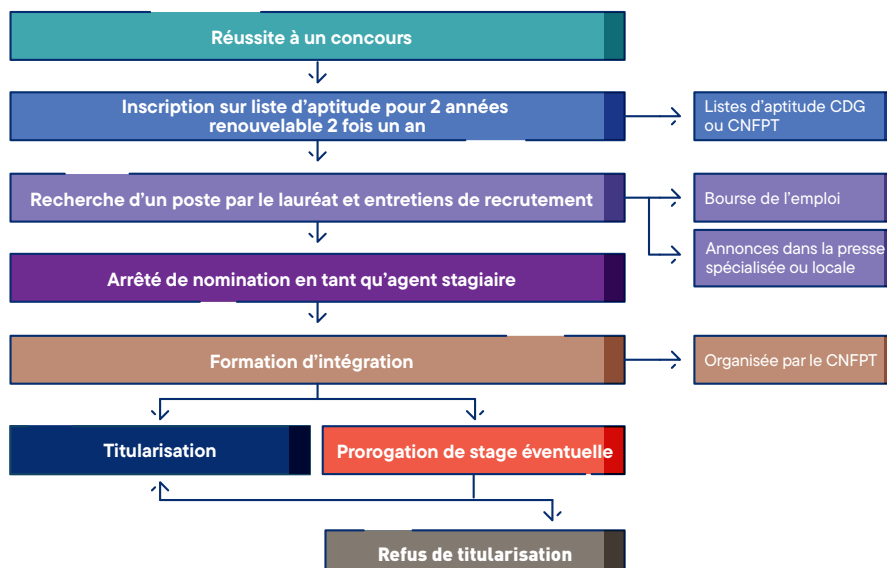 Réussite à un concours
Inscription sur liste d'aptitude pour 2 années
renouvelable 2 fois un an
Listes d'aptitude CDG
ou CNFPT
Recherche d'un poste par le lauréat et entretiens de recrutement
Bourse de l'emploi
Annonces dans la presse
spécialisée ou locale
Arrêté de nomination en tant qu'agent stagiaire
Formation d'intégration
Organisée par le CNFPT
Titularisation
Prorogation de stage éventuelle
Refus de titularisation